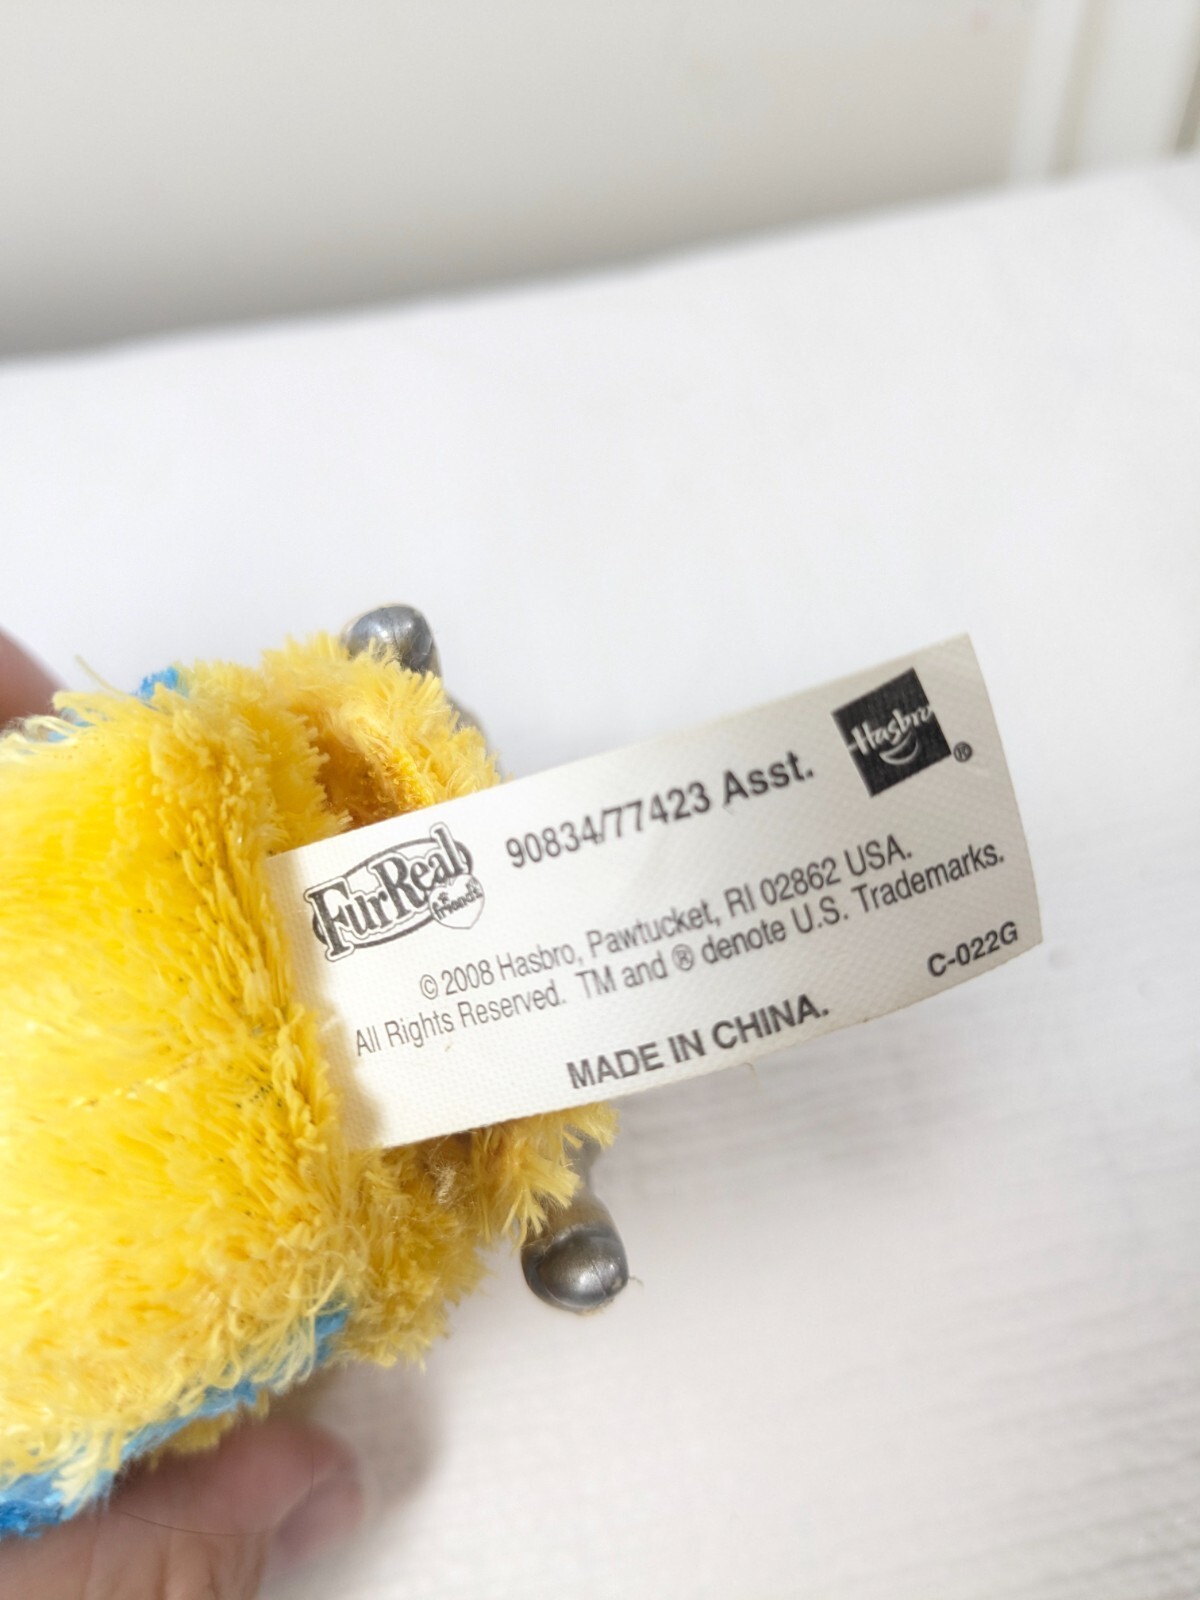 FurReal
friends
90834/77423 Asst.
Hasbro
®
© 2008 Hasbro, Pawtucket, RI 02862 USA.
All Rights Reserved. TM and ® denote U.S. Trademarks.
C-022G
MADE IN CHINA.